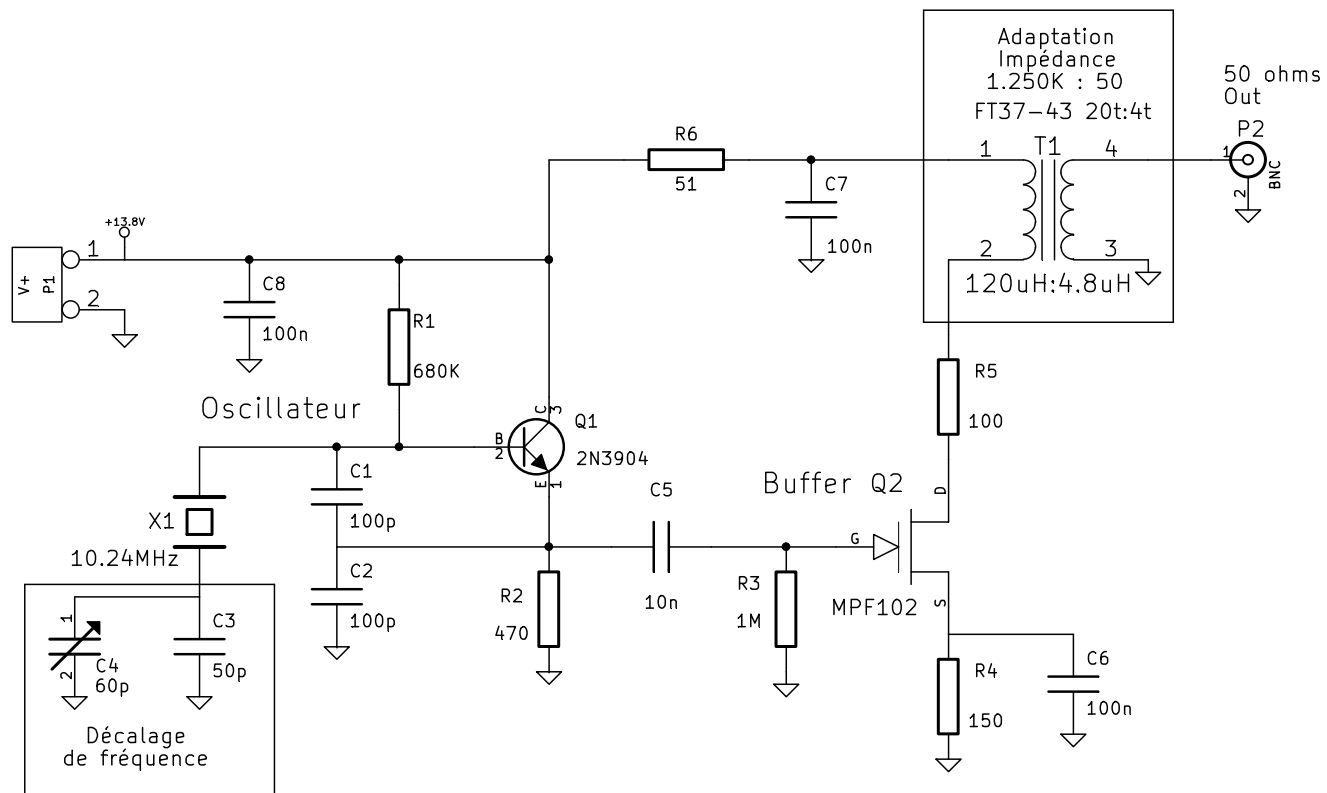 Adaptation
Impédance
1.250K : 50
FT37-43 20t:4t
50 ohms
Out
P2
1
2
BNC
T1
1
4
2
3
120uH:4.8uH
R6
51
C7
100n
+13.8V
V+
P1
1
2
C8
100n
R1
680K
Oscillateur
C
3
B
2
E
1
Q1
2N3904
R5
100
C1
100p
C5
10n
Buffer Q2
D
G
S
MPF102
X1
10.24MHz
C2
100p
R2
470
R3
1M
1
2
C4
60p
C3
50p
R4
150
C6
100n
Décalage
de fréquence